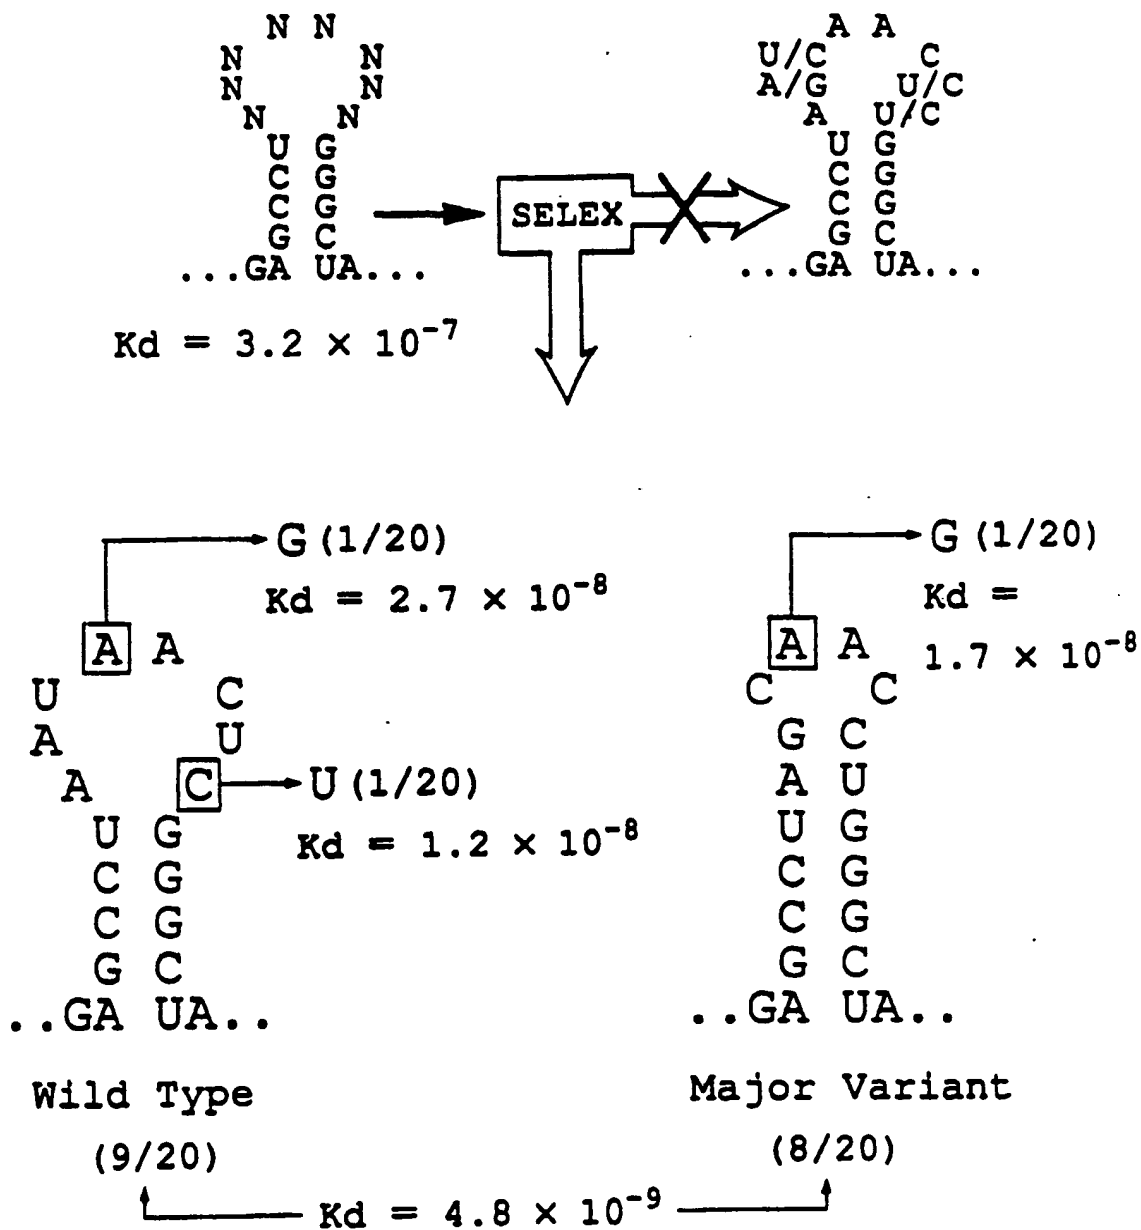 N N
N N
N N
N N
U G
C G
C G
G C
...GA UA...
Kd = 3.2 × 10⁻⁷
SELEX
A A
U/C C
A/G U/C
A U/C
U G
C G
C G
G C
...GA UA...
G (1/20)
Kd = 2.7 × 10⁻⁸
A A
U C
A U
A C
U (1/20)
Kd = 1.2 × 10⁻⁸
U G
C G
C G
G C
..GA UA..
Wild Type
(9/20)
G (1/20)
Kd =
1.7 × 10⁻⁸
A A
C C
G C
A U
U G
C G
C G
G C
..GA UA..
Major Variant
(8/20)
Kd = 4.8 × 10⁻⁹